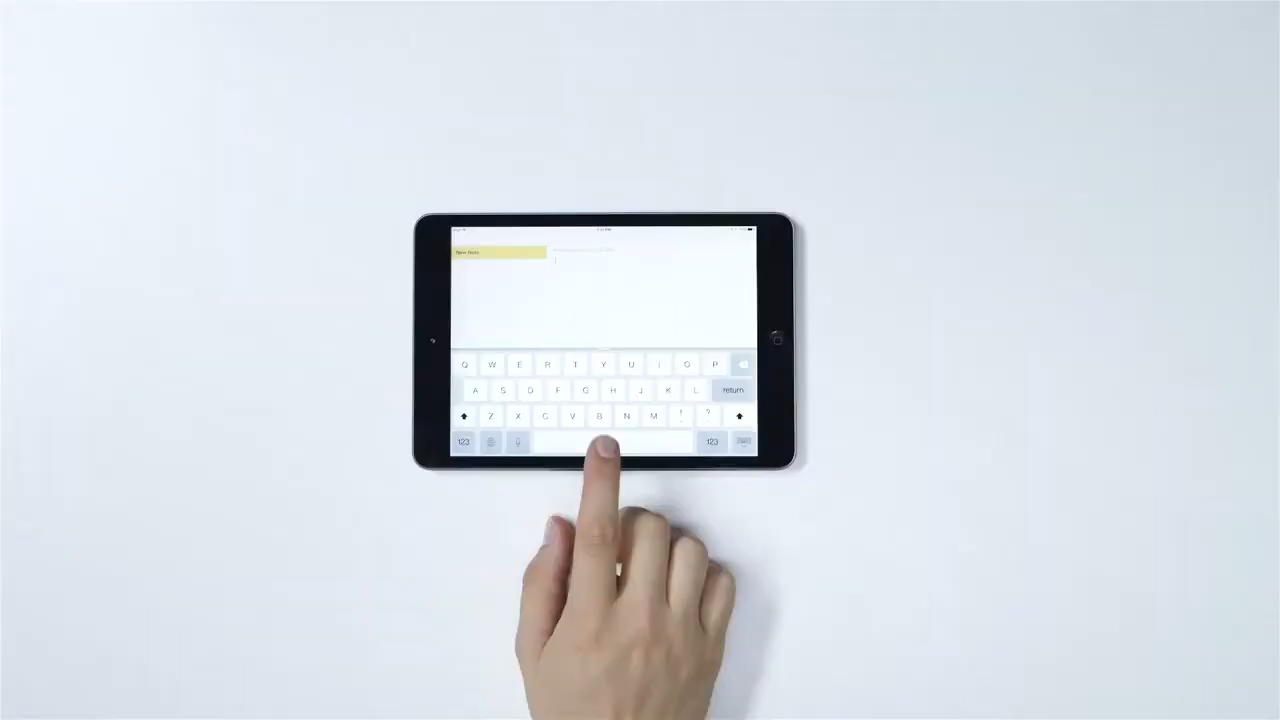 New Note
Q W E R T Y U I O P
A S D F G H J K L return
Z X C V B N M ! ?
123 123